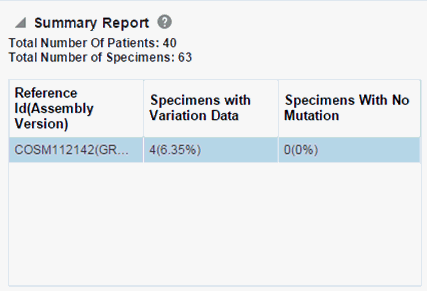 Summary Report ?
Total Number Of Patients: 40
Total Number of Specimens: 63
Reference Id(Assembly Version) Specimens with Variation Data Specimens With No Mutation
COSM112142(GR... 4(6.35%) 0(0%)